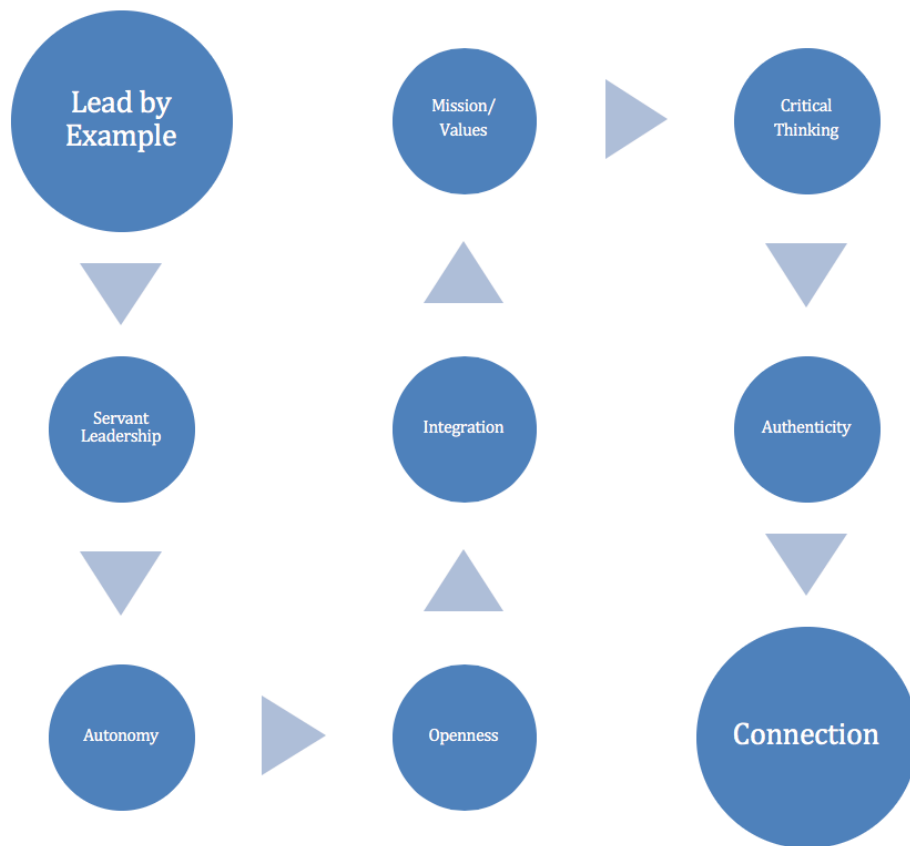 Lead by
Example
Servant
Leadership
Autonomy
Openness
Integration
Mission/
Values
Critical
Thinking
Authenticity
Connection